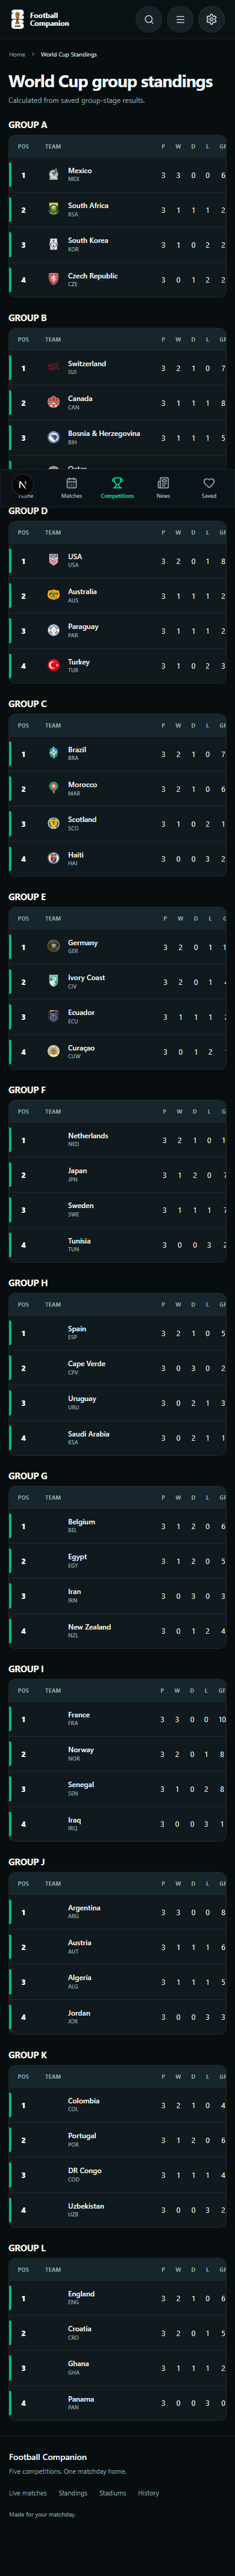 Football
Companion
Home > World Cup Standings
World Cup group standings
Calculated from saved group-stage results.
GROUP A
POS TEAM P W D L GF
1 Mexico 3 3 0 0 6
MEX
2 South Africa 3 1 1 1 2
RSA
3 South Korea 3 1 0 2 2
KOR
4 Czech Republic 3 0 1 2 2
CZE
GROUP B
POS TEAM P W D L GF
1 Switzerland 3 2 1 0 7
SUI
2 Canada 3 1 1 1 8
CAN
3 Bosnia & Herzegovina 3 1 1 1 5
BIH
N
Matches Competitions News Saved
GROUP D
POS TEAM P W D L GF
1 USA 3 2 0 1 8
USA
2 Australia 3 1 1 1 2
AUS
3 Paraguay 3 1 1 1 2
PAR
4 Turkey 3 1 0 2 3
TUR
GROUP C
POS TEAM P W D L GF
1 Brazil 3 2 1 0 7
BRA
2 Morocco 3 2 1 0 6
MAR
3 Scotland 3 1 0 2 1
SCO
4 Haiti 3 0 0 3 2
HAI
GROUP E
POS TEAM P W D L
1 Germany 3 2 0 1
GER
2 Ivory Coast 3 2 0 1
CIV
3 Ecuador 3 1 1 1
ECU
4 Curaçao 3 0 1 2
CUW
GROUP F
POS TEAM P W D L
1 Netherlands 3 2 1 0
NED
2 Japan 3 1 2 0
JPN
3 Sweden 3 1 1 1
SWE
4 Tunisia 3 0 0 3
TUN
GROUP H
POS TEAM P W D L GF
1 Spain 3 2 1 0 5
ESP
2 Cape Verde 3 0 3 0 2
CPV
3 Uruguay 3 0 2 1 3
URU
4 Saudi Arabia 3 0 2 1 1
KSA
GROUP G
POS TEAM P W D L GF
1 Belgium 3 1 2 0 6
BEL
2 Egypt 3 1 2 0 5
EGY
3 Iran 3 0 3 0 3
IRN
4 New Zealand 3 0 1 2 4
NZL
GROUP I
POS TEAM P W D L GF
1 France 3 3 0 0 10
FRA
2 Norway 3 2 0 1 8
NOR
3 Senegal 3 1 0 2 8
SEN
4 Iraq 3 0 0 3 1
IRQ
GROUP J
POS TEAM P W D L GF
1 Argentina 3 3 0 0 8
ARG
2 Austria 3 1 1 1 6
AUT
3 Algeria 3 1 1 1 5
ALG
4 Jordan 3 0 0 3 3
JOR
GROUP K
POS TEAM P W D L GF
1 Colombia 3 2 1 0 4
COL
2 Portugal 3 1 2 0 6
POR
3 DR Congo 3 1 1 1 4
COD
4 Uzbekistan 3 0 0 3 2
UZB
GROUP L
POS TEAM P W D L GF
1 England 3 2 1 0 6
ENG
2 Croatia 3 2 0 1 5
CRO
3 Ghana 3 1 1 1 2
GHA
4 Panama 3 0 0 3 0
PAN
Football Companion
Five competitions. One matchday home.
Live matches Standings Stadiums History
Made for your matchday.